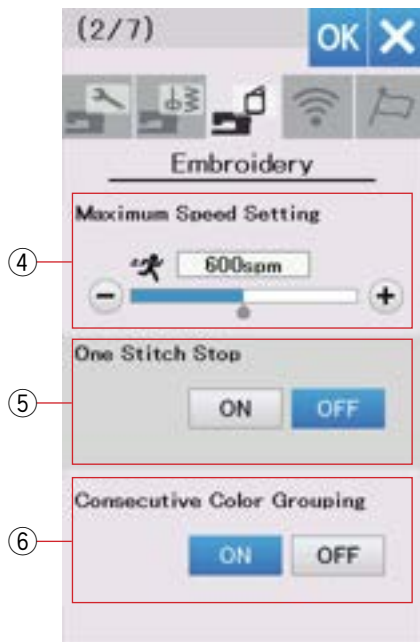 (2/7)
OK X
Embroidery
Maximum Speed Setting
④
600spm
− +
One Stitch Stop
⑤
ON OFF
Consecutive Color Grouping
⑥
ON OFF